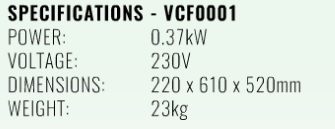 SPECIFICATIONS - VCF0001
POWER: 0.37kW
VOLTAGE: 230V
DIMENSIONS: 220 x 610 x 520mm
WEIGHT: 23kg